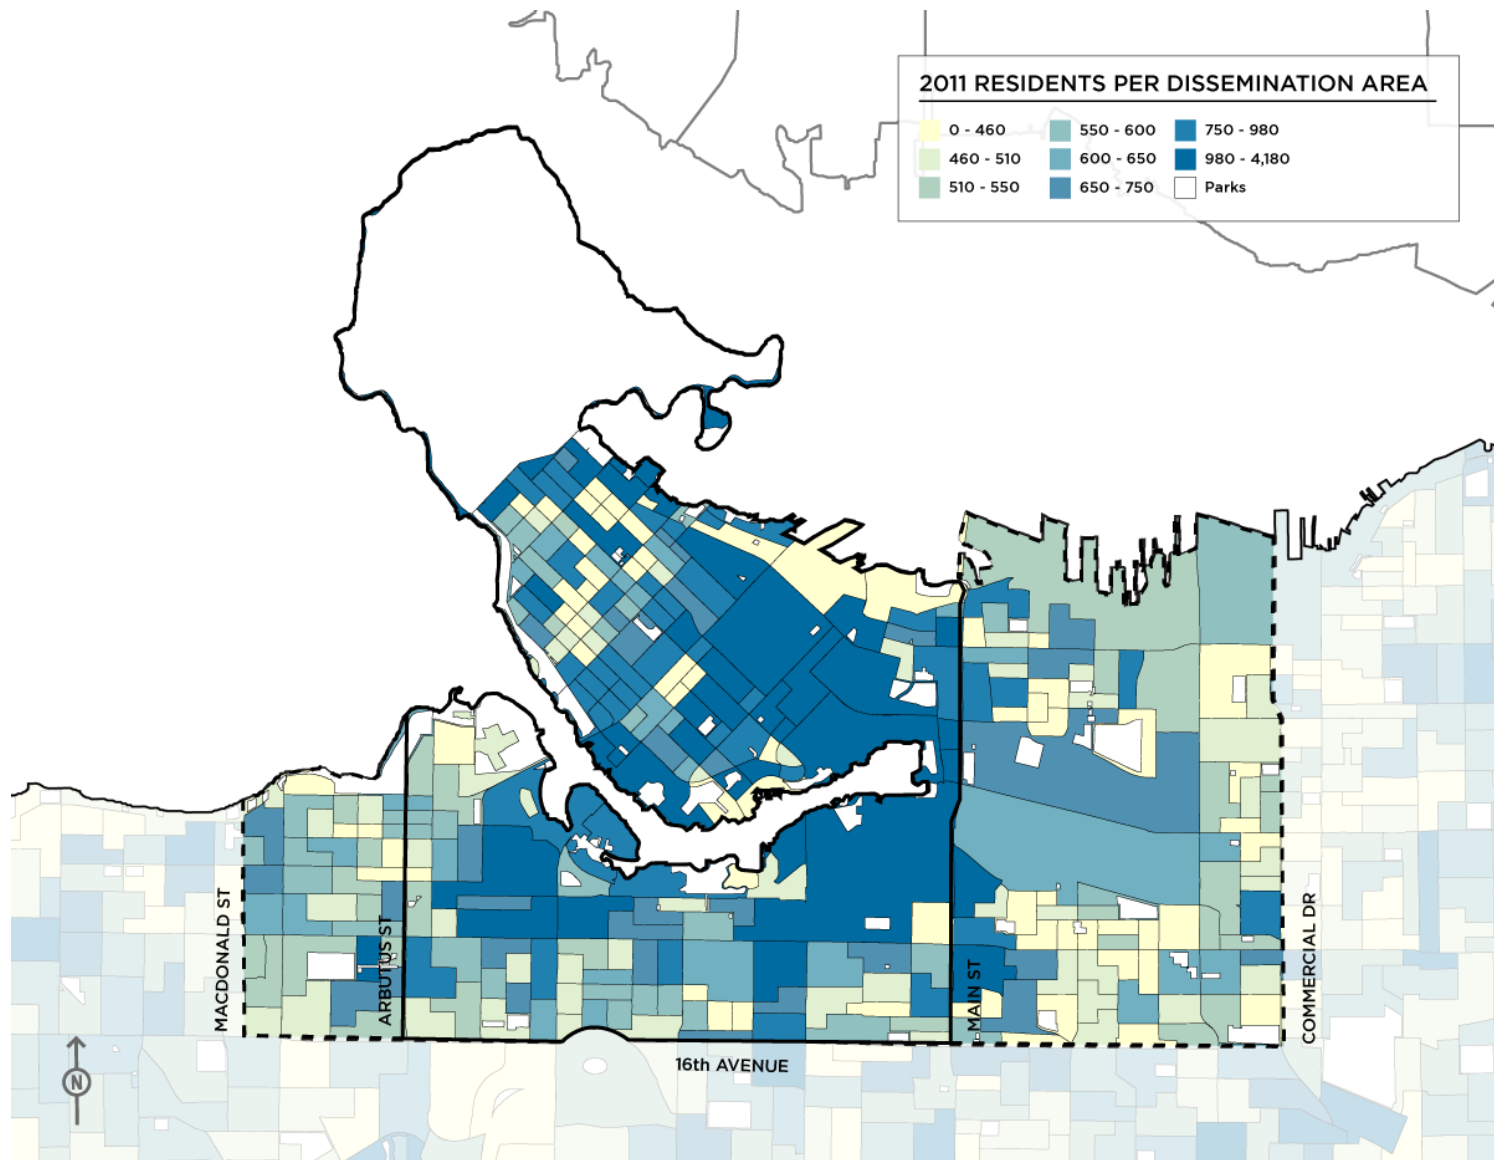 2011 RESIDENTS PER DISSEMINATION AREA
0 - 460
460 - 510
510 - 550
550 - 600
600 - 650
650 - 750
750 - 980
980 - 4,180
Parks
MACDONALD ST
ARBUTUS ST
MAIN ST
COMMERCIAL DR
16th AVENUE
N